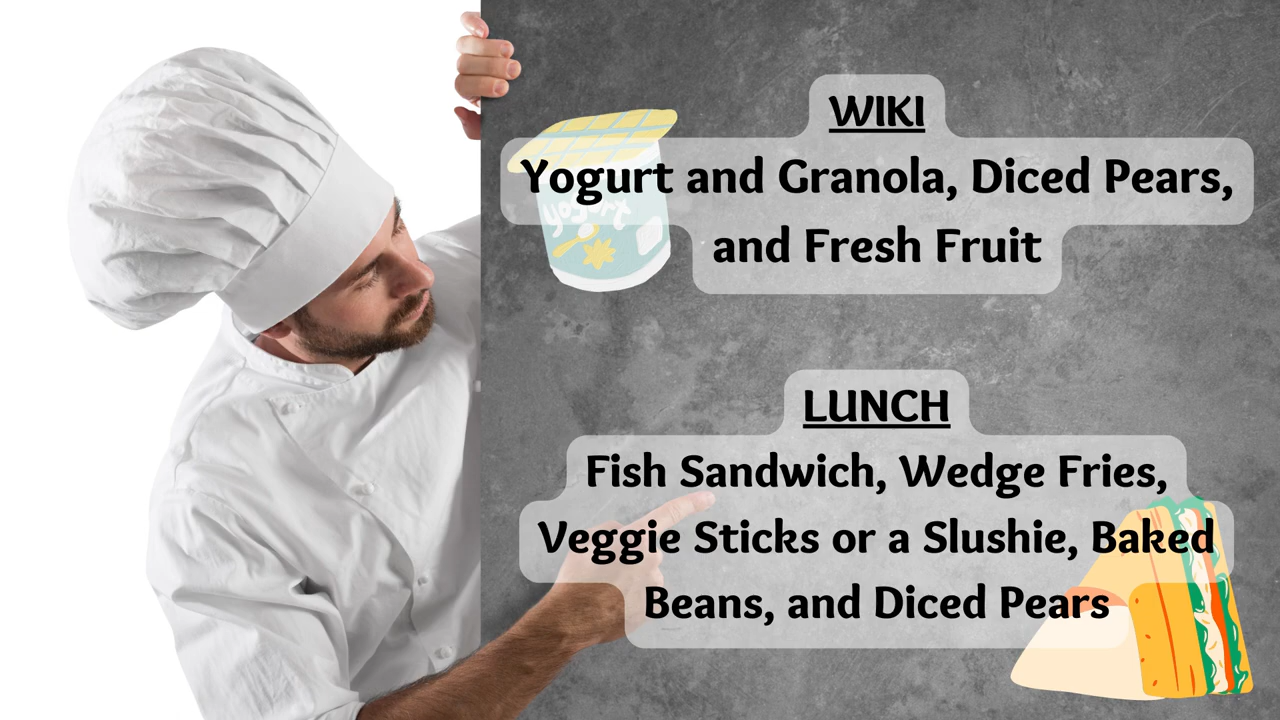 WIKI
Yogurt and Granola, Diced Pears,
and Fresh Fruit
yogurt
LUNCH
Fish Sandwich, Wedge Fries,
Veggie Sticks or a Slushie, Baked
Beans, and Diced Pears